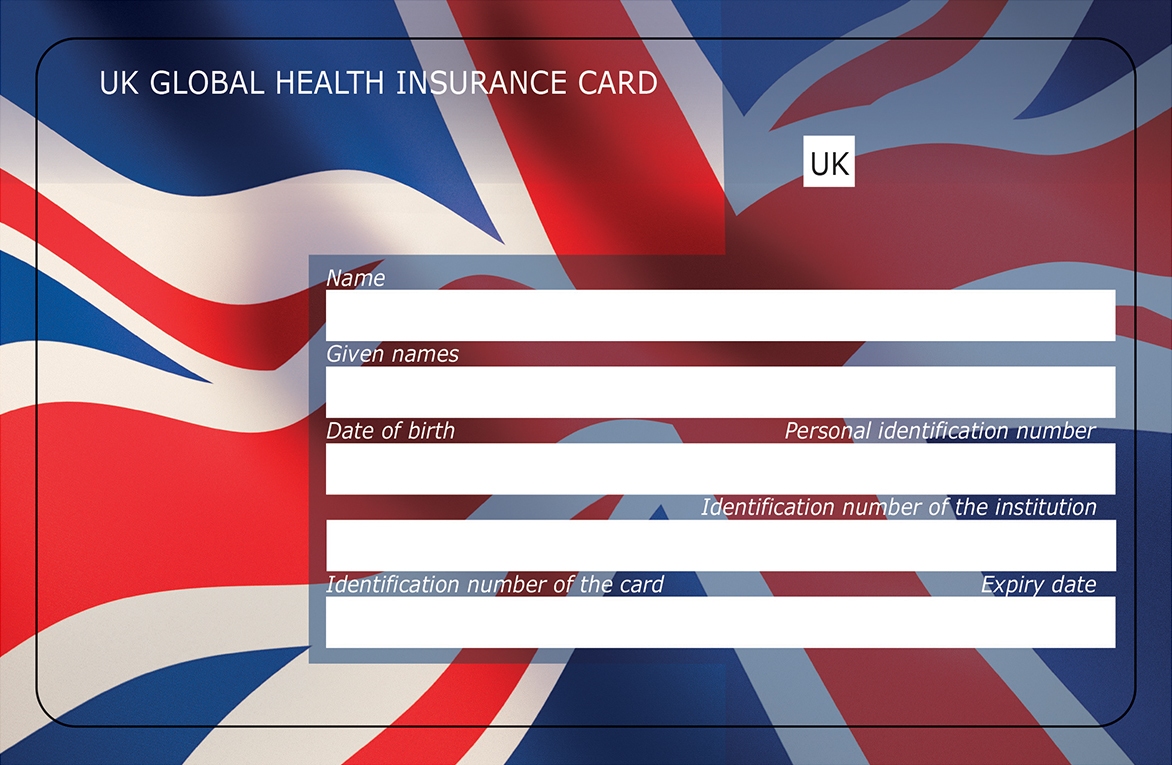 UK GLOBAL HEALTH INSURANCE CARD
UK
Name
Given names
Date of birth Personal identification number
Identification number of the institution
Identification number of the card Expiry date